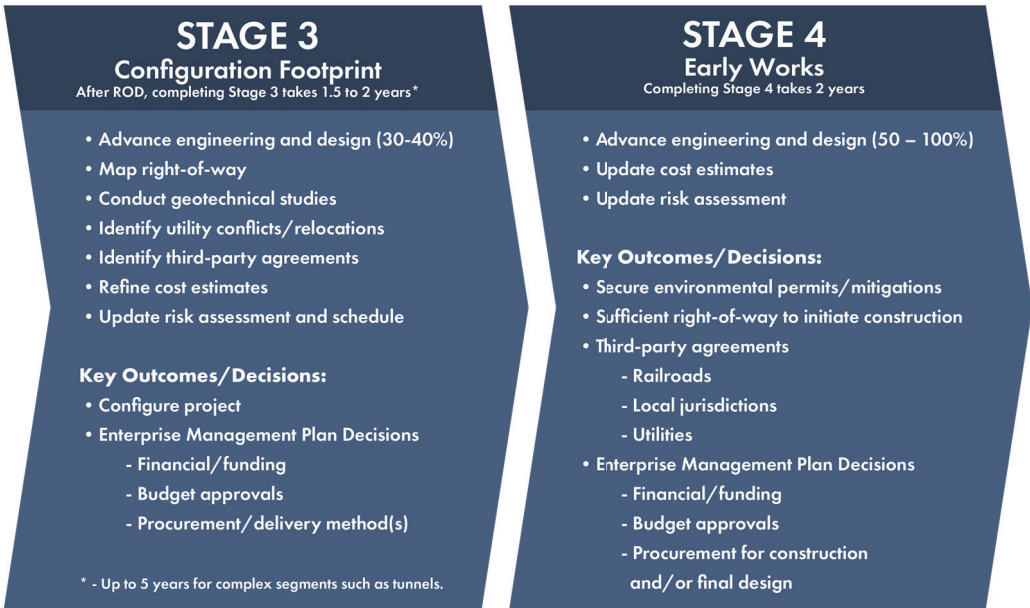 STAGE 3
Configuration Footprint
After ROD, completing Stage 3 takes 1.5 to 2 years*
• Advance engineering and design (30-40%)
• Map right-of-way
• Conduct geotechnical studies
• Identify utility conflicts/relocations
• Identify third-party agreements
• Refine cost estimates
• Update risk assessment and schedule
Key Outcomes/Decisions:
• Configure project
• Enterprise Management Plan Decisions
- Financial/funding
- Budget approvals
- Procurement/delivery method(s)
* - Up to 5 years for complex segments such as tunnels.
STAGE 4
Early Works
Completing Stage 4 takes 2 years
• Advance engineering and design (50 – 100%)
• Update cost estimates
• Update risk assessment
Key Outcomes/Decisions:
• Secure environmental permits/mitigations
• Sufficient right-of-way to initiate construction
• Third-party agreements
- Railroads
- Local jurisdictions
- Utilities
• Enterprise Management Plan Decisions
- Financial/funding
- Budget approvals
- Procurement for construction
and/or final design